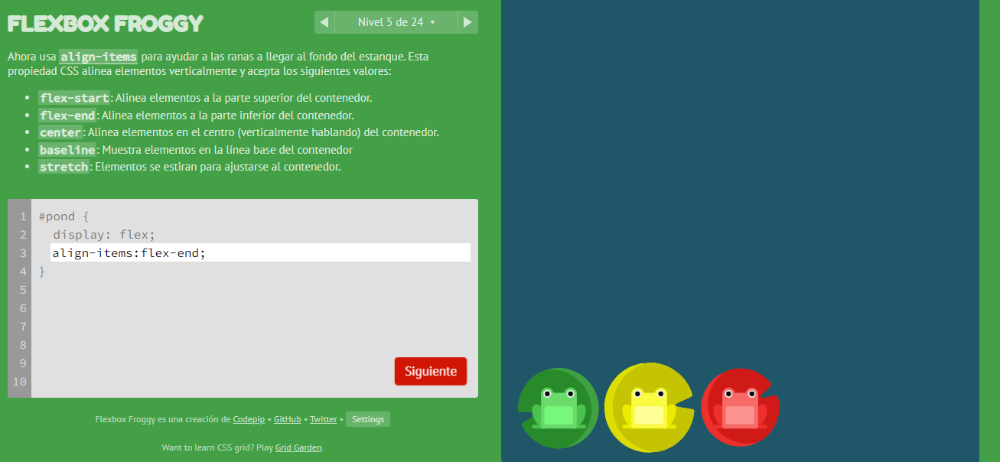 FLEXBOX FROGGY
◀ Nivel 5 de 24 ▾ ▶
Ahora usa align-items para ayudar a las ranas a llegar al fondo del estanque. Esta
propiedad CSS alinea elementos verticalmente y acepta los siguientes valores:
• flex-start: Alinea elementos a la parte superior del contenedor.
• flex-end: Alinea elementos a la parte inferior del contenedor.
• center: Alinea elementos en el centro (verticalmente hablando) del contenedor.
• baseline: Muestra elementos en la línea base del contenedor
• stretch: Elementos se estiran para ajustarse al contenedor.
1 #pond {
2 display: flex;
3 align-items:flex-end;
4 }
5
6
7
8
9
10
Siguiente
Flexbox Froggy es una creación de Codepip • GitHub • Twitter • Settings
Want to learn CSS grid? Play Grid Garden.